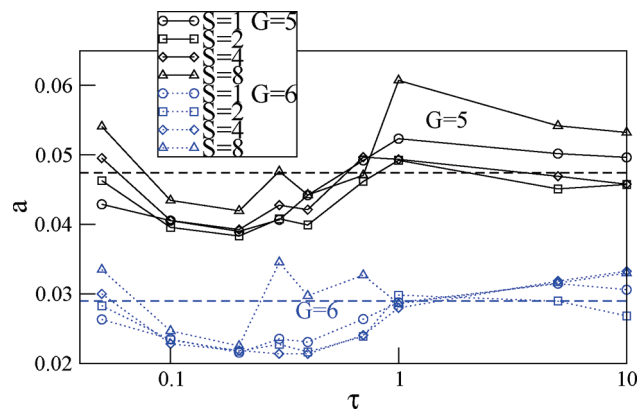 S=1 G=5
S=2
S=4
S=8
S=1 G=6
S=2
S=4
S=8
0.06
G=5
0.05
a
0.04
0.03
G=6
0.02
0.1
1
10
τ